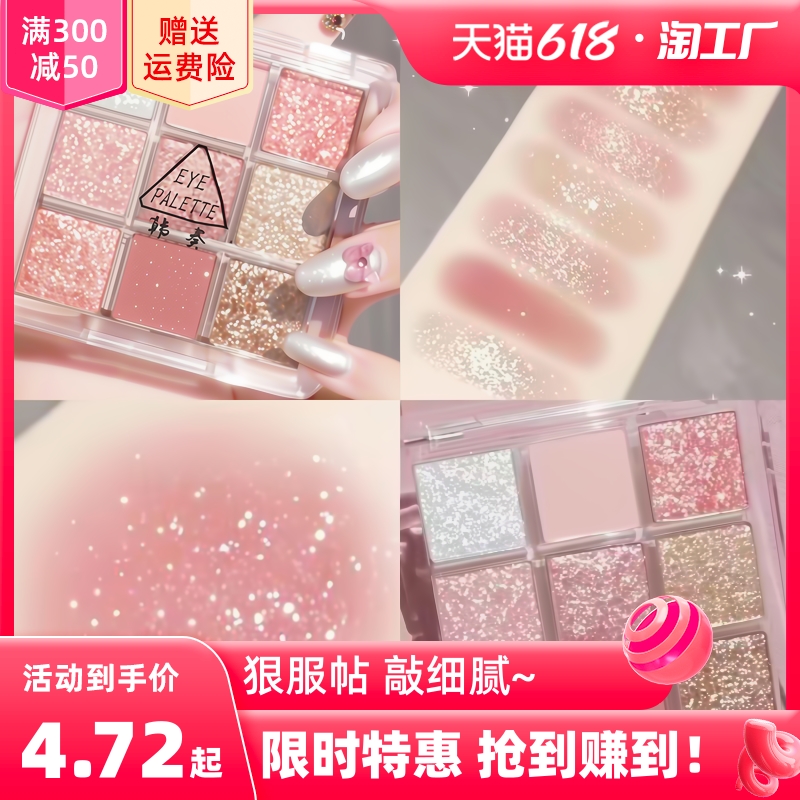 满300
减50
赠送
运费险
天猫618·淘工厂
EYE
PALETTE
韩奏
活动到手价
4.72起
狠服帖 敲细腻~
限时特惠 抢到赚到!